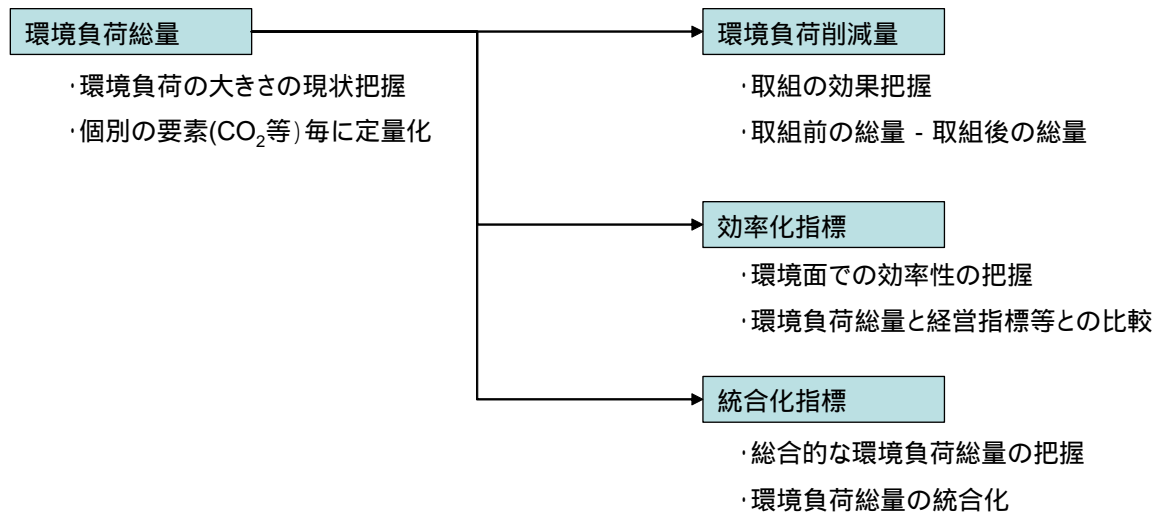 環境負荷総量
･環境負荷の大きさの現状把握
･個別の要素(CO₂等)毎に定量化
環境負荷削減量
･取組の効果把握
･取組前の総量 - 取組後の総量
効率化指標
･環境面での効率性の把握
･環境負荷総量と経営指標等との比較
統合化指標
･総合的な環境負荷総量の把握
･環境負荷総量の統合化